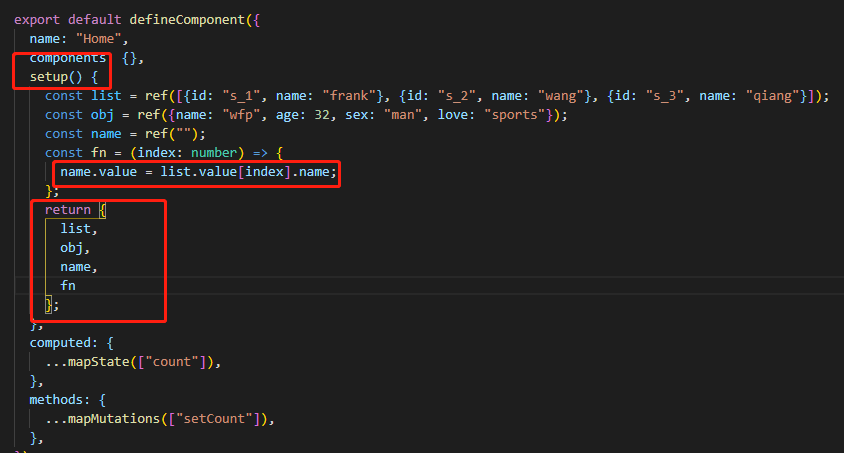 export default defineComponent({
  name: "Home",
  components  {},
  setup() {
    const list = ref([{id: "s_1", name: "frank"}, {id: "s_2", name: "wang"}, {id: "s_3", name: "qiang"}]);
    const obj = ref({name: "wfp", age: 32, sex: "man", love: "sports"});
    const name = ref("");
    const fn = (index: number) => {
      name.value = list.value[index].name;
    };
    return {
      list,
      obj,
      name,
      fn
    };
  },
  computed: {
    ...mapState(["count"]),
  },
  methods: {
    ...mapMutations(["setCount"]),
  },
})